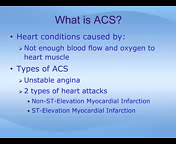 What is ACS?
Heart conditions caused by:
Not enough blood flow and oxygen to
heart muscle
Types of ACS
Unstable angina
2 types of heart attacks
Non-ST-Elevation Myocardial Infarction
ST-Elevation Myocardial Infarction